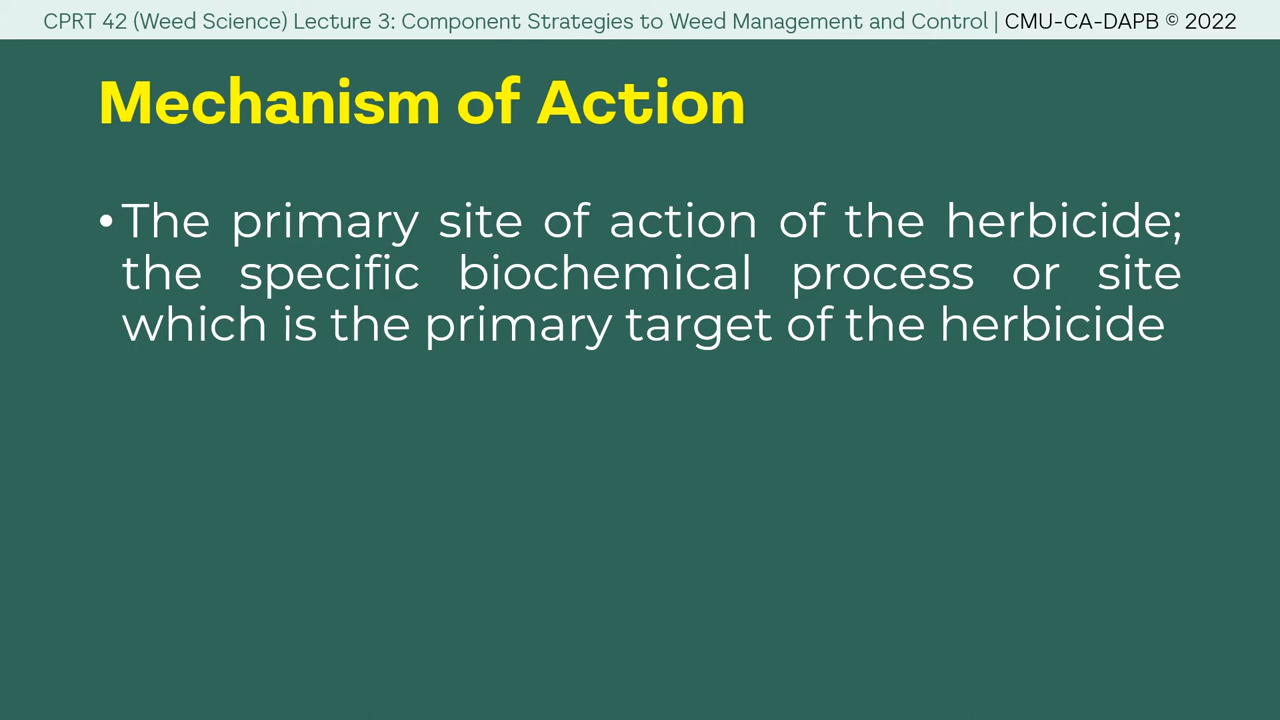 CPRT 42 (Weed Science) Lecture 3: Component Strategies to Weed Management and Control | CMU-CA-DAPB © 2022
Mechanism of Action
•The primary site of action of the herbicide;
the specific biochemical process or site
which is the primary target of the herbicide